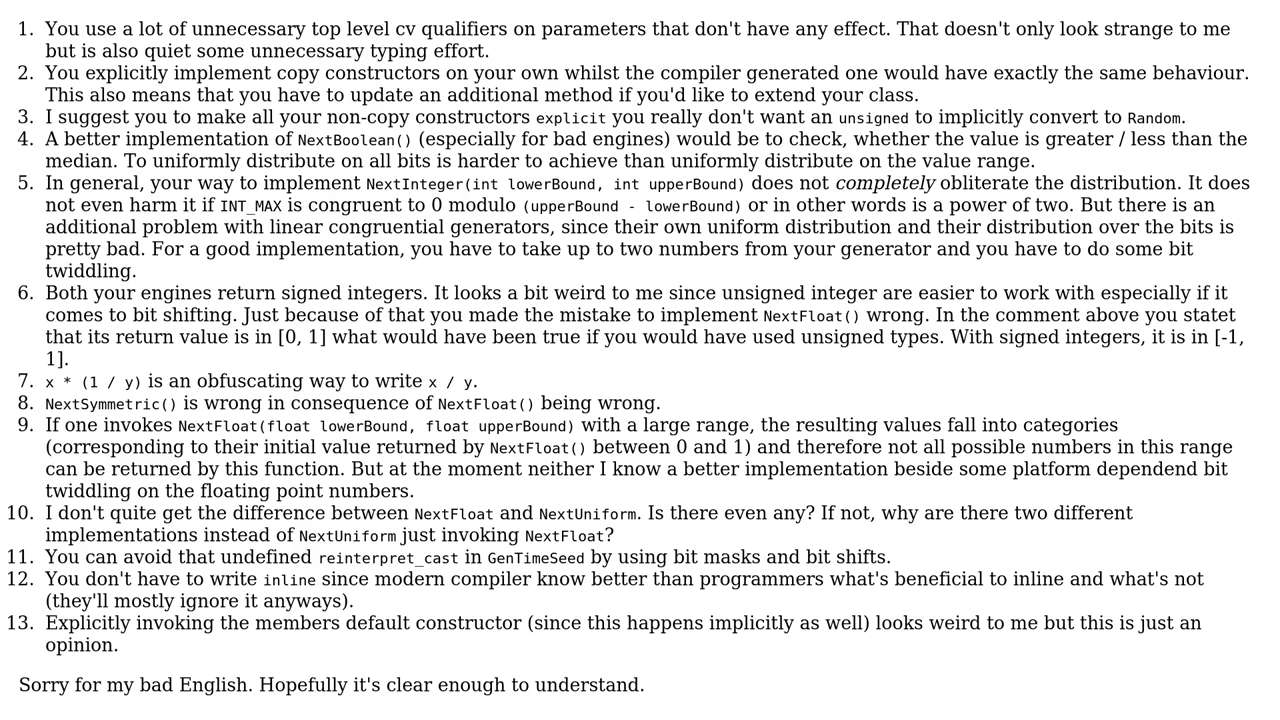 1. You use a lot of unnecessary top level cv qualifiers on parameters that don't have any effect. That doesn't only look strange to me
but is also quiet some unnecessary typing effort.
2. You explicitly implement copy constructors on your own whilst the compiler generated one would have exactly the same behaviour.
This also means that you have to update an additional method if you'd like to extend your class.
3. I suggest you to make all your non-copy constructors explicit you really don't want an unsigned to implicitly convert to Random.
4. A better implementation of NextBoolean() (especially for bad engines) would be to check, whether the value is greater / less than the
median. To uniformly distribute on all bits is harder to achieve than uniformly distribute on the value range.
5. In general, your way to implement NextInteger(int lowerBound, int upperBound) does not completely obliterate the distribution. It does
not even harm it if INT_MAX is congruent to 0 modulo (upperBound - lowerBound) or in other words is a power of two. But there is an
additional problem with linear congruential generators, since their own uniform distribution and their distribution over the bits is
pretty bad. For a good implementation, you have to take up to two numbers from your generator and you have to do some bit
twiddling.
6. Both your engines return signed integers. It looks a bit weird to me since unsigned integer are easier to work with especially if it
comes to bit shifting. Just because of that you made the mistake to implement NextFloat() wrong. In the comment above you statet
that its return value is in [0, 1] what would have been true if you would have used unsigned types. With signed integers, it is in [-1,
1].
7. x * (1 / y) is an obfuscating way to write x / y.
8. NextSymmetric() is wrong in consequence of NextFloat() being wrong.
9. If one invokes NextFloat(float lowerBound, float upperBound) with a large range, the resulting values fall into categories
(corresponding to their initial value returned by NextFloat() between 0 and 1) and therefore not all possible numbers in this range
can be returned by this function. But at the moment neither I know a better implementation beside some platform dependend bit
twiddling on the floating point numbers.
10. I don't quite get the difference between NextFloat and NextUniform. Is there even any? If not, why are there two different
implementations instead of NextUniform just invoking NextFloat?
11. You can avoid that undefined reinterpret_cast in GenTimeSeed by using bit masks and bit shifts.
12. You don't have to write inline since modern compiler know better than programmers what's beneficial to inline and what's not
(they'll mostly ignore it anyways).
13. Explicitly invoking the members default constructor (since this happens implicitly as well) looks weird to me but this is just an
opinion.
Sorry for my bad English. Hopefully it's clear enough to understand.